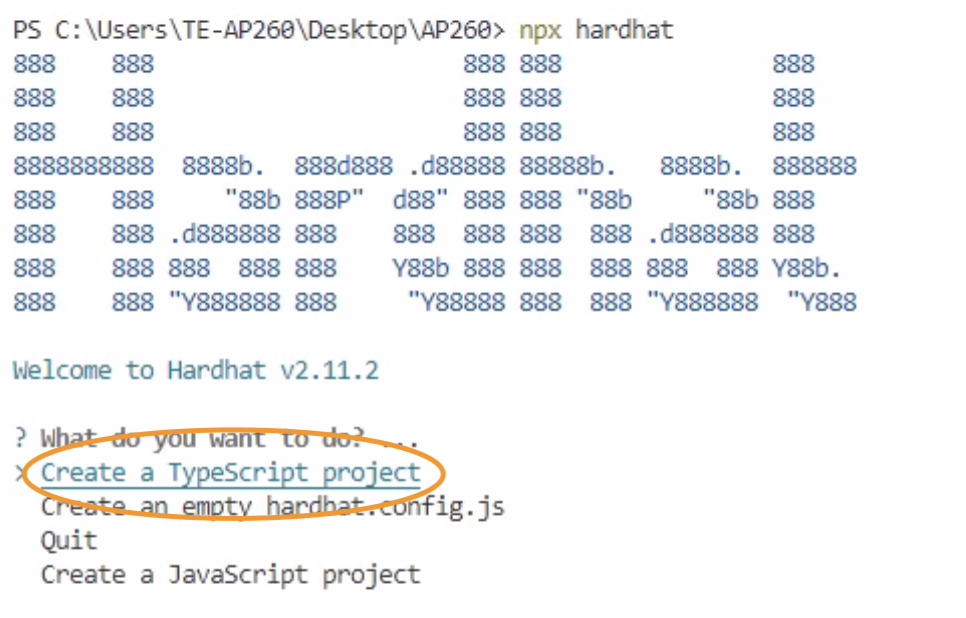 PS C:\Users\TE-AP260\Desktop\AP260> npx hardhat
888    888                      888 888               888
888    888                      888 888               888
888    888                      888 888               888
8888888888  8888b.  888d888 .d88888 88888b.   8888b.  888888
888    888     "88b 888P"  d88" 888 888 "88b     "88b 888
888    888 .d888888 888    888  888 888  888 .d888888 888
888    888 888  888 888    Y88b 888 888  888 888  888 Y88b.
888    888 "Y888888 888     "Y88888 888  888 "Y888888  "Y888
Welcome to Hardhat v2.11.2
? What do you want to do? ...
> Create a TypeScript project
Create an empty hardhat.config.js
Quit
Create a JavaScript project